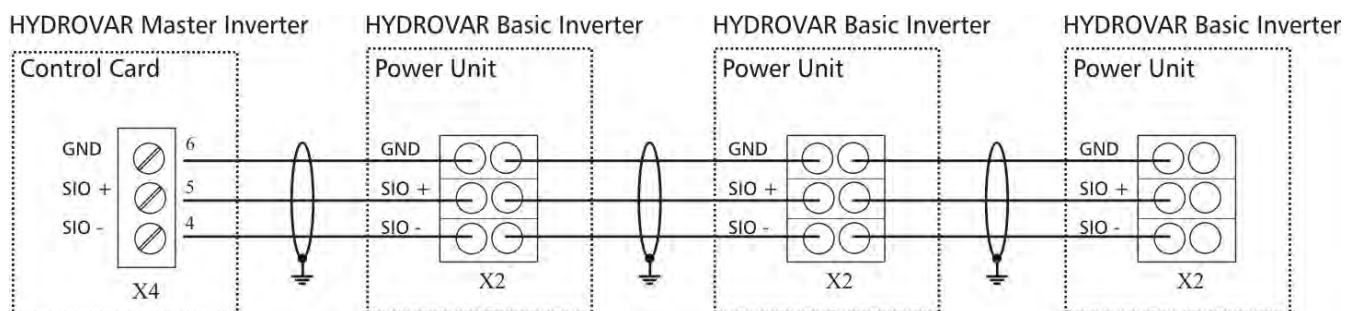 HYDROVAR Master Inverter HYDROVAR Basic Inverter HYDROVAR Basic Inverter HYDROVAR Basic Inverter
Control Card Power Unit Power Unit Power Unit
GND 6 GND GND GND
SIO + 5 SIO + SIO + SIO +
SIO - 4 SIO - SIO - SIO -
X4 X2 X2 X2